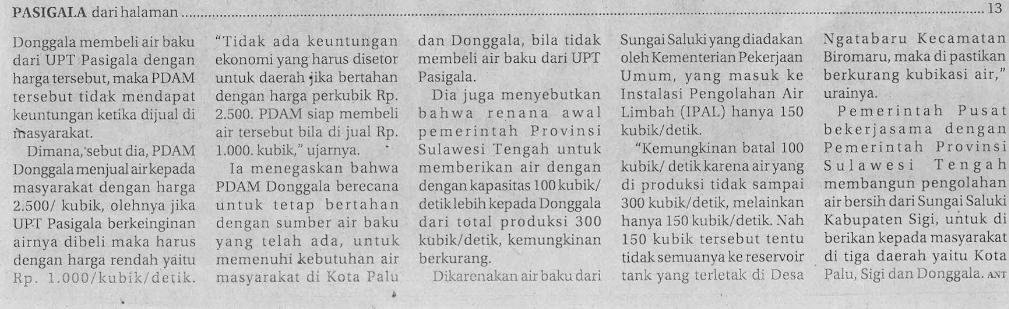 PASIGALA dari halaman ........ 13
Donggala membeli air baku
dari UPT Pasigala dengan
harga tersebut, maka PDAM
tersebut tidak mendapat
keuntungan ketika dijual di
masyarakat.
Dimana, sebut dia, PDAM
Donggala menjual air kepada
masyarakat dengan harga
2.500/ kubik, olehnya jika
UPT Pasigala berkeinginan
airnya dibeli maka harus
dengan harga rendah yaitu
Rp. 1.000/kubik/detik.
“Tidak ada keuntungan
ekonomi yang harus disetor
untuk daerah jika bertahan
dengan harga perkubik Rp.
2.500. PDAM siap membeli
air tersebut bila di jual Rp.
1.000. kubik,” ujarnya.
Ia menegaskan bahwa
PDAM Donggala berecana
untuk tetap bertahan
dengan sumber air baku
yang telah ada, untuk
memenuhi kebutuhan air
masyarakat di Kota Palu
dan Donggala, bila tidak
membeli air baku dari UPT
Pasigala.
Dia juga menyebutkan
bahwa renana awal
pemerintah Provinsi
Sulawesi Tengah untuk
memberikan air dengan
dengan kapasitas 100 kubik/
detik lebih kepada Donggala
dari total produksi 300
kubik/detik, kemungkinan
berkurang.
Dikarenakan air baku dari
Sungai Saluki yang diadakan
oleh Kementerian Pekerjaan
Umum, yang masuk ke
Instalasi Pengolahan Air
Limbah (IPAL) hanya 150
kubik/detik.
“Kemungkinan batal 100
kubik/ detik karena air yang
di produksi tidak sampai
300 kubik/detik, melainkan
hanya 150 kubik/detik. Nah
150 kubik tersebut tentu
tidak semuanya ke reservoir
tank yang terletak di Desa
Ngatabaru Kecamatan
Biromaru, maka di pastikan
berkurang kubikasi air,”
urainya.
Pemerintah Pusat
bekerjasama dengan
Pemerintah Provinsi
Sulawesi Tengah
membangun pengolahan
air bersih dari Sungai Saluki
Kabupaten Sigi, untuk di
berikan kepada masyarakat
di tiga daerah yaitu Kota
Palu, Sigi dan Donggala. ANT